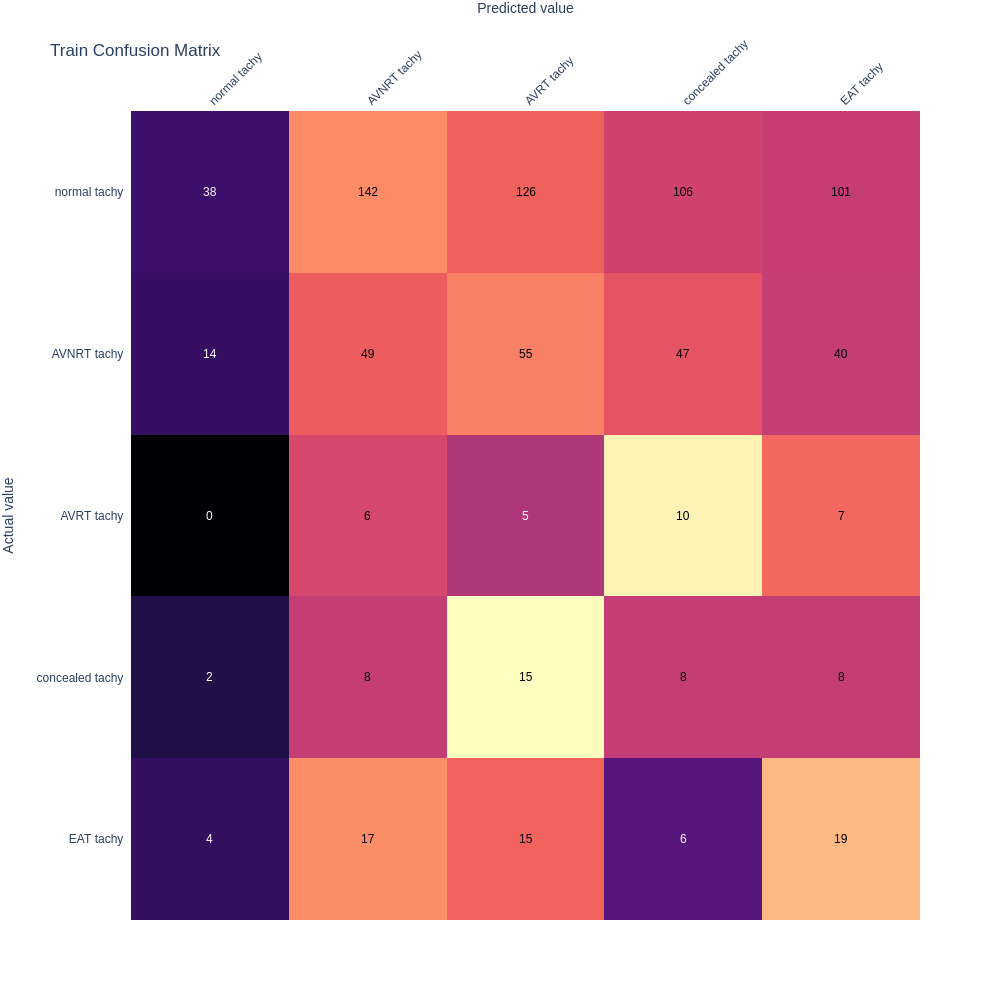 Predicted value
Train Confusion Matrix
normal tachy AVNRT tachy AVRT tachy concealed tachy EAT tachy
normal tachy 38 142 126 106 101
AVNRT tachy 14 49 55 47 40
AVRT tachy 0 6 5 10 7
concealed tachy 2 8 15 8 8
EAT tachy 4 17 15 6 19
Actual value